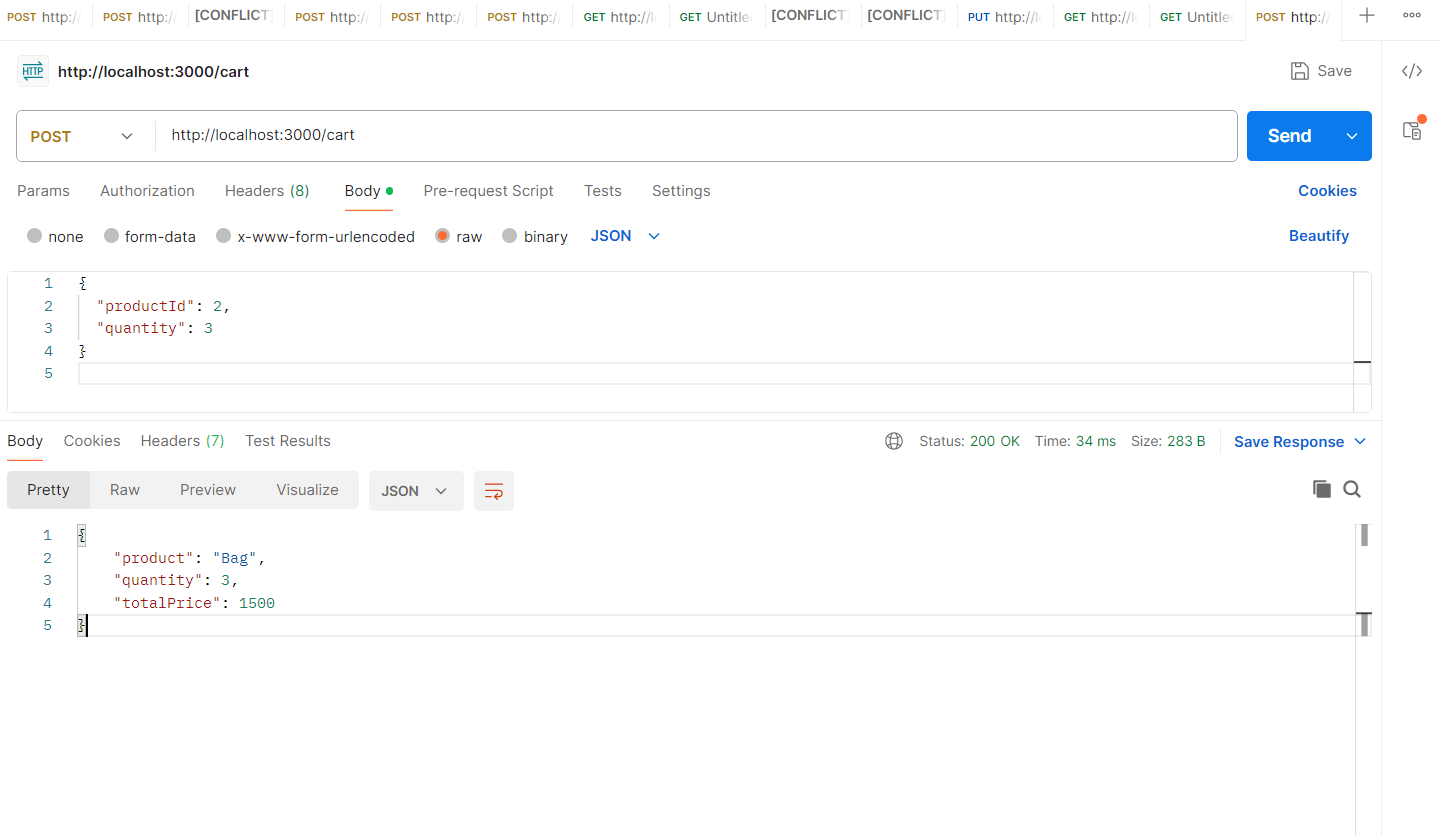 POST http:/ POST http:/ [CONFLICT] POST http:/ POST http:/ POST http:/ GET http://l GET Untitle [CONFLICT] [CONFLICT] PUT http://l GET http://l GET Untitle POST http:// + ooo
HTTP http://localhost:3000/cart Save </>
POST http://localhost:3000/cart Send
Params Authorization Headers (8) Body Pre-request Script Tests Settings Cookies
none form-data x-www-form-urlencoded raw binary JSON Beautify
1 {
2 "productId": 2,
3 "quantity": 3
4 }
5
Body Cookies Headers (7) Test Results Status: 200 OK Time: 34 ms Size: 283 B Save Response
Pretty Raw Preview Visualize JSON
1 {
2 "product": "Bag",
3 "quantity": 3,
4 "totalPrice": 1500
5 }